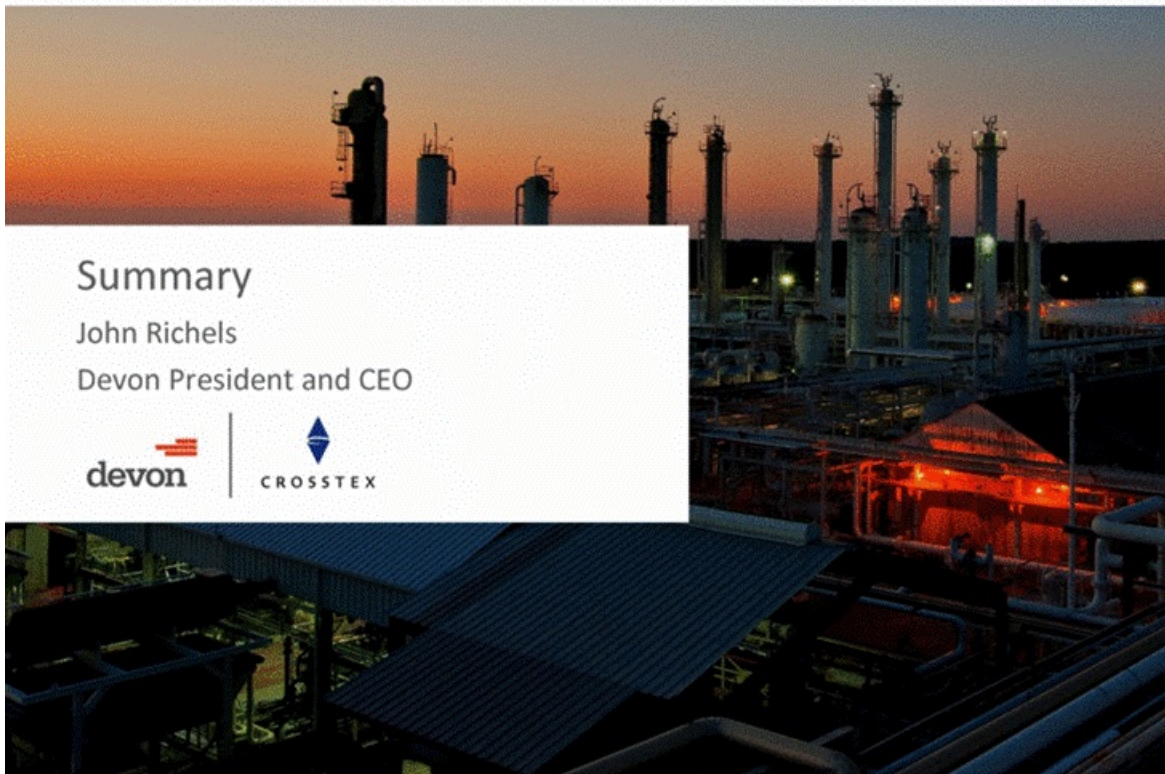 Summary
John Richels
Devon President and CEO
devon
CROSSTEX